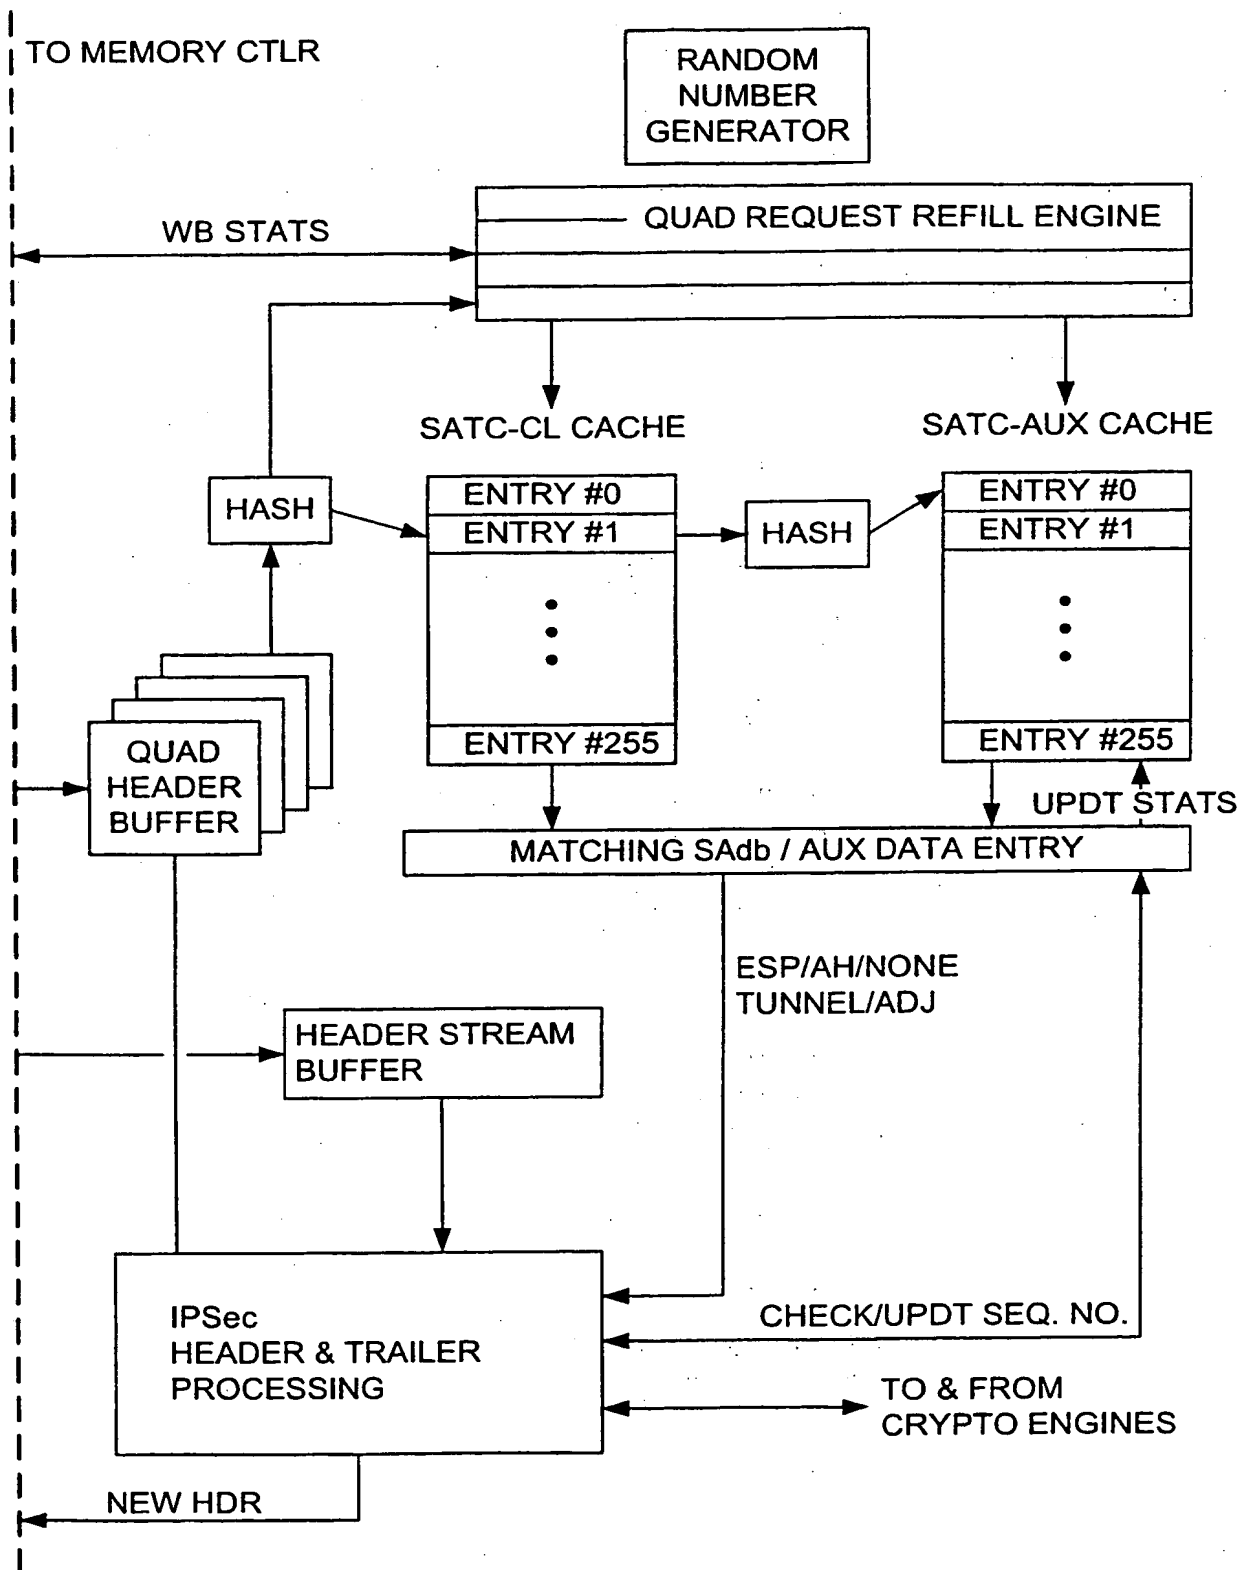 TO MEMORY CTLR
RANDOM
NUMBER
GENERATOR
QUAD REQUEST REFILL ENGINE
WB STATS
SATC-CL CACHE
SATC-AUX CACHE
HASH
ENTRY #0
ENTRY #1
ENTRY #255
HASH
ENTRY #0
ENTRY #1
ENTRY #255
QUAD
HEADER
BUFFER
UPDT STATS
MATCHING SAdb / AUX DATA ENTRY
ESP/AH/NONE
TUNNEL/ADJ
HEADER STREAM
BUFFER
IPSec
HEADER & TRAILER
PROCESSING
CHECK/UPDT SEQ. NO.
TO & FROM
CRYPTO ENGINES
NEW HDR